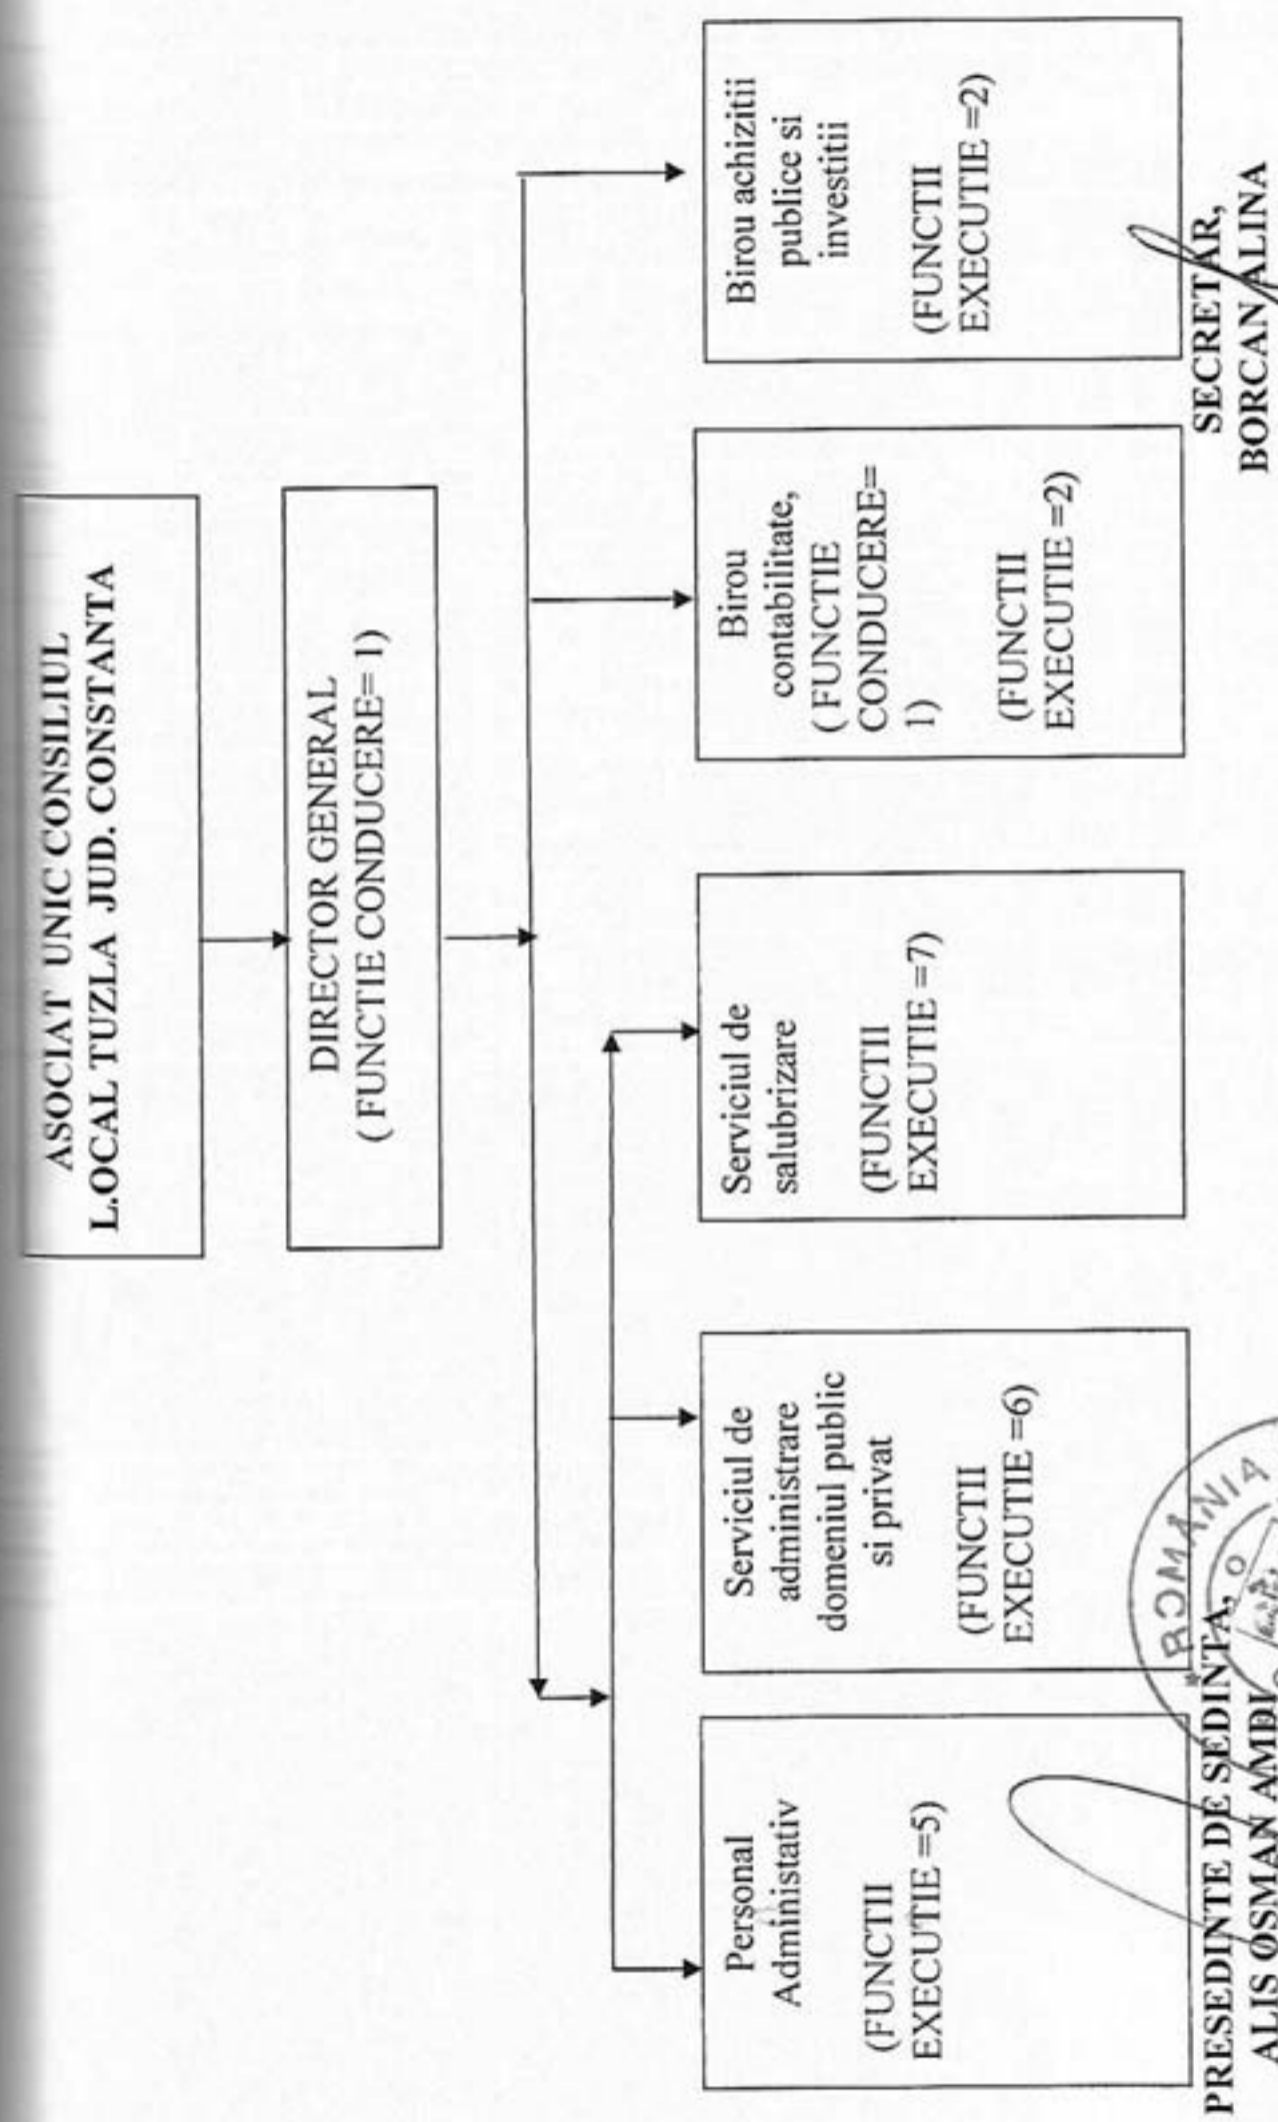 ASOCIAT UNIC CONSILIUL
L.OCAL TUZLA JUD. CONSTANTA
DIRECTOR GENERAL
( FUNCTIE CONDUCERE= 1)
Personal
Administativ
(FUNCTII
EXECUTIE =5)
Serviciul de
administrare
domeniul public
si privat
(FUNCTII
EXECUTIE =6)
Serviciul de
salubrizare
(FUNCTII
EXECUTIE =7)
Birou
contabilitate,
( FUNCTIE
CONDUCERE=
1)
(FUNCTII
EXECUTIE =2)
Birou achizitii
publice si
investitii
(FUNCTII
EXECUTIE =2)
PRESEDINTE DE SEDINTA,
ALIS OSMAN AMDI
* ROMÂNIA
SECRETAR,
BORCAN ALINA